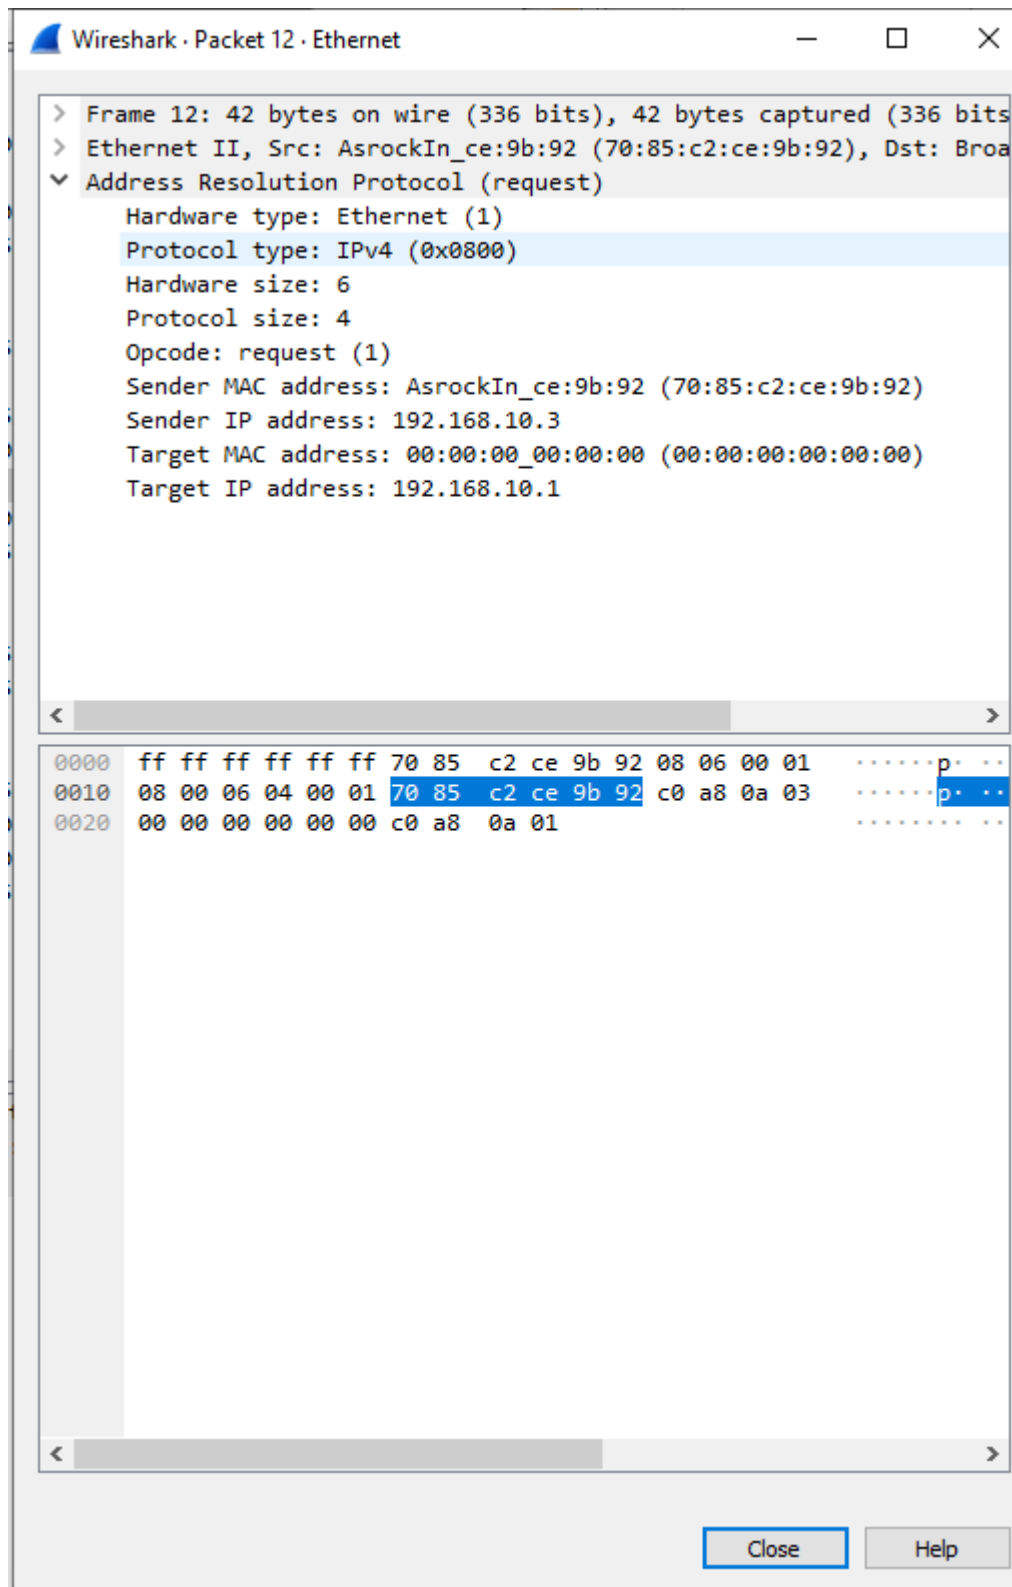 Wireshark · Packet 12 · Ethernet
Frame 12: 42 bytes on wire (336 bits), 42 bytes captured (336 bits
Ethernet II, Src: AsrockIn_ce:9b:92 (70:85:c2:ce:9b:92), Dst: Broa
Address Resolution Protocol (request)
Hardware type: Ethernet (1)
Protocol type: IPv4 (0x0800)
Hardware size: 6
Protocol size: 4
Opcode: request (1)
Sender MAC address: AsrockIn_ce:9b:92 (70:85:c2:ce:9b:92)
Sender IP address: 192.168.10.3
Target MAC address: 00:00:00_00:00:00 (00:00:00:00:00:00)
Target IP address: 192.168.10.1
0000 ff ff ff ff ff ff 70 85 c2 ce 9b 92 08 06 00 01 ······p· ··
0010 08 00 06 04 00 01 70 85 c2 ce 9b 92 c0 a8 0a 03 ······p· ··
0020 00 00 00 00 00 00 c0 a8 0a 01 ········ ··
Close Help